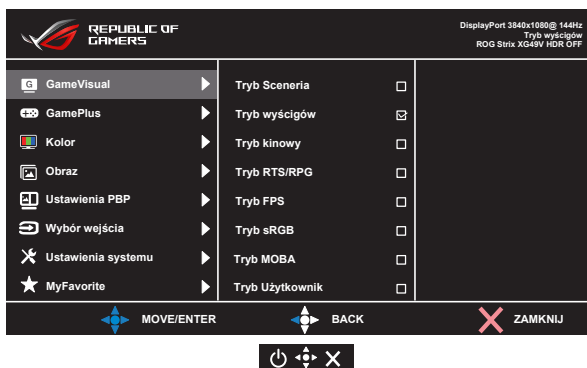 REPUBLIC OF
GAMERS
DisplayPort 3840x1080@ 144Hz
Tryb wyścigów
ROG Strix XG49V HDR OFF
G GameVisual
GamePlus
Kolor
Obraz
Ustawienia PBP
Wybór wejścia
Ustawienia systemu
MyFavorite
Tryb Sceneria
Tryb wyścigów
Tryb kinowy
Tryb RTS/RPG
Tryb FPS
Tryb sRGB
Tryb MOBA
Tryb Użytkownik
MOVE/ENTER
BACK
ZAMKNIJ